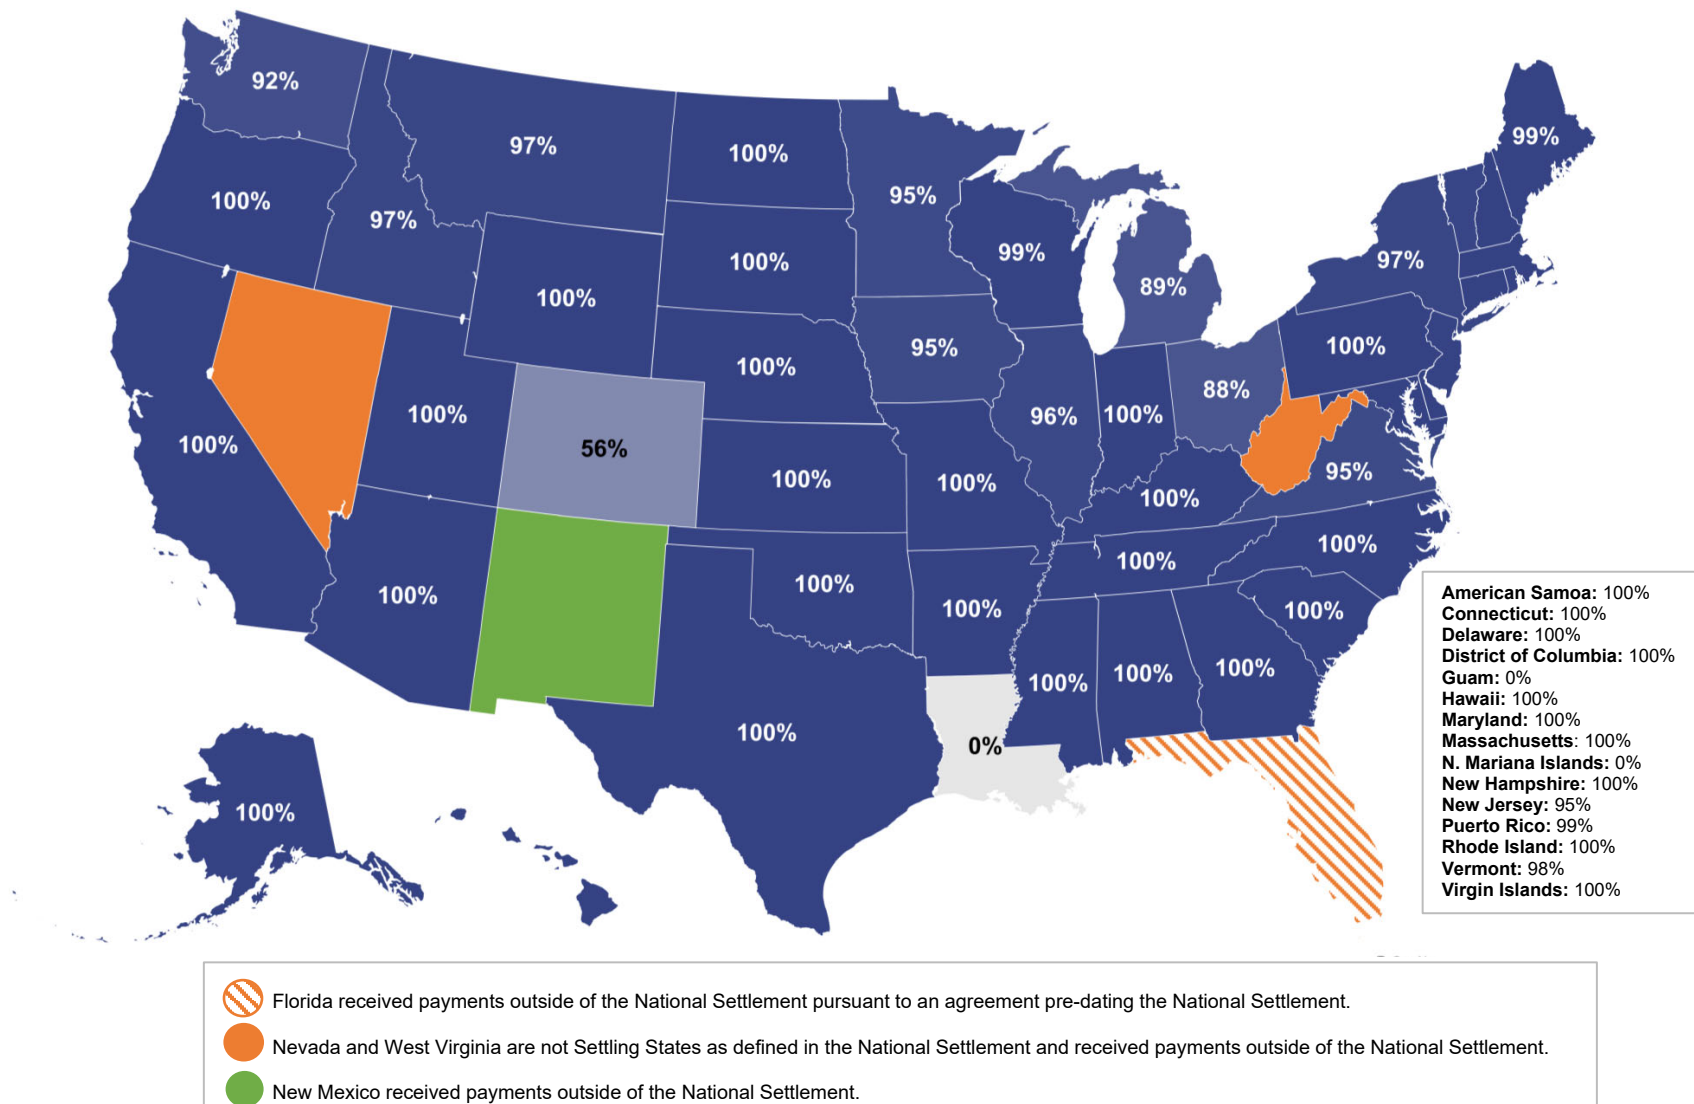 92%
97%
100%
99%
100%
95%
97%
100%
97%
99%
100%
100%
89%
95%
100%
100%
88%
100%
96%
100%
100%
56%
95%
100%
100%
100%
100%
100%
100%
100%
100%
100%
100%
100%
100%
100%
100%
0%
100%
American Samoa: 100%
Connecticut: 100%
Delaware: 100%
District of Columbia: 100%
Guam: 0%
Hawaii: 100%
Maryland: 100%
Massachusetts: 100%
N. Mariana Islands: 0%
New Hampshire: 100%
New Jersey: 95%
Puerto Rico: 99%
Rhode Island: 100%
Vermont: 98%
Virgin Islands: 100%
Florida received payments outside of the National Settlement pursuant to an agreement pre-dating the National Settlement.
Nevada and West Virginia are not Settling States as defined in the National Settlement and received payments outside of the National Settlement.
New Mexico received payments outside of the National Settlement.